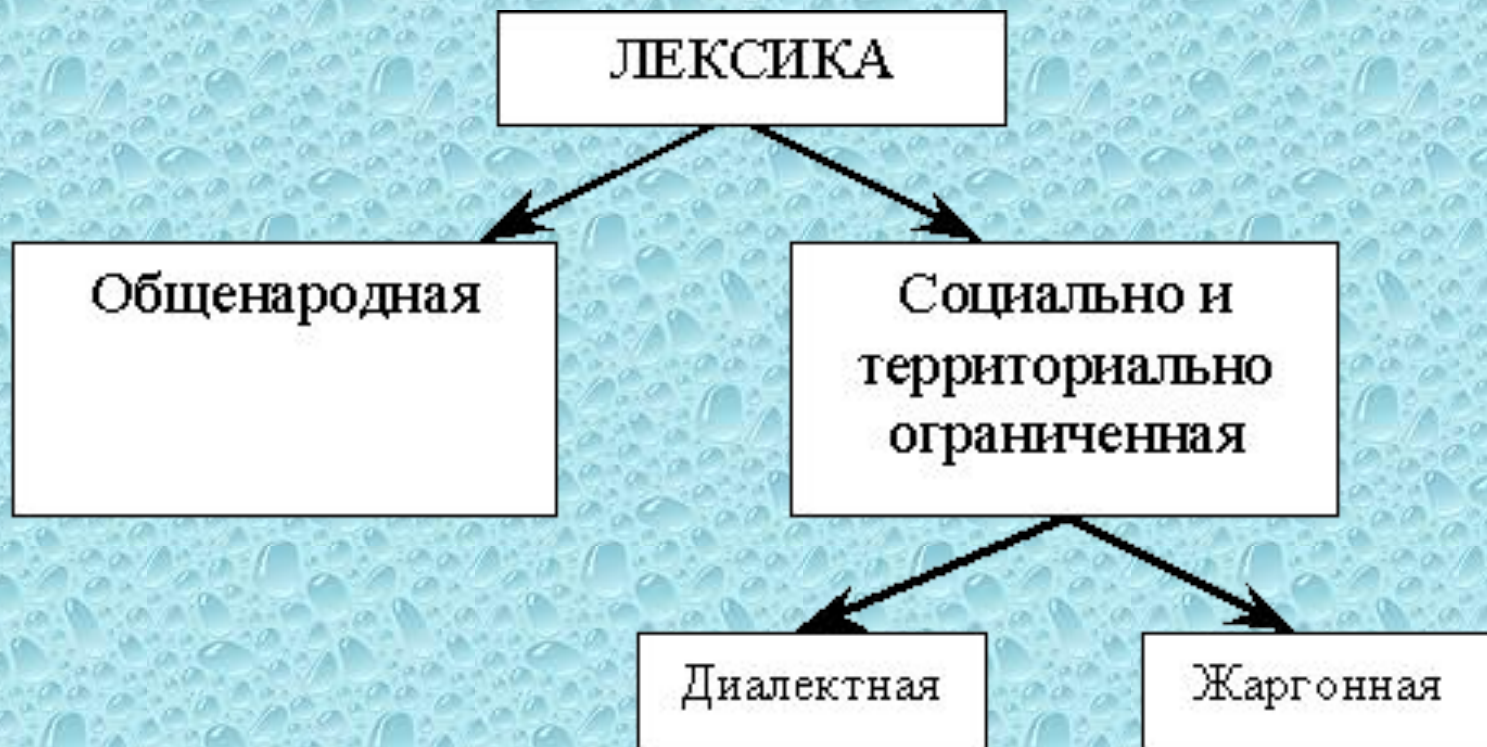 ЛЕКСИКА
Общенародная
Социально и
территориально
ограниченная
Диалектная
Жаргонная